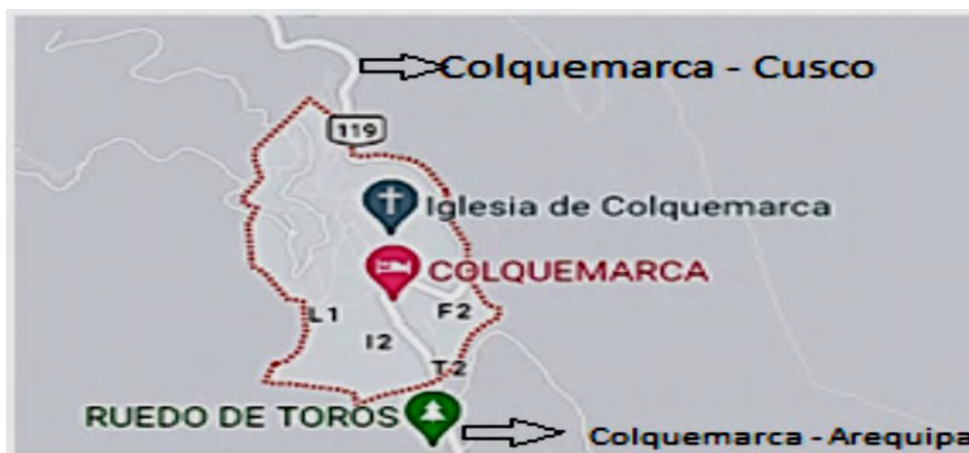 Colquemarca - Cusco
119
Iglesia de Colquemarca
COLQUEMARCA
L1
F2
I2
T2
RUEDO DE TOROS
Colquemarca - Arequipa